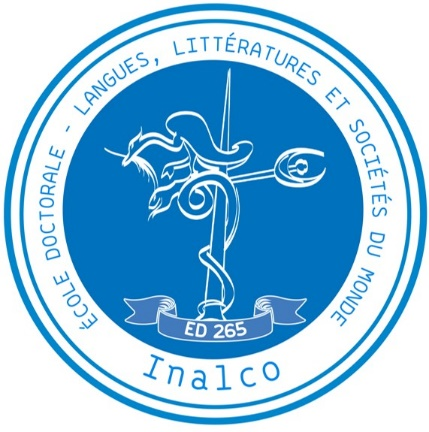 ÉCOLE DOCTORALE - LANGUES, LITTÉRATURES ET SOCIÉTÉS DU MONDE
ED 265
Inalco